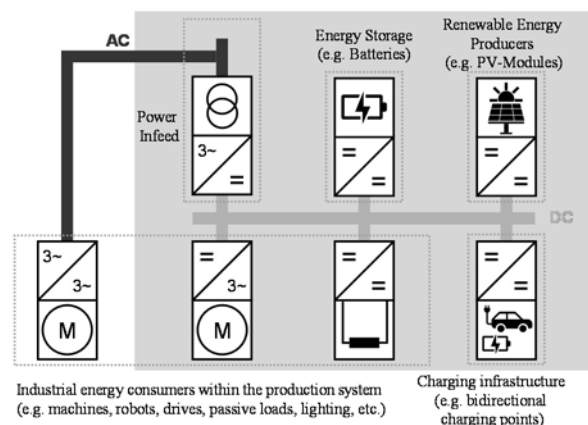 AC
Energy Storage
(e.g. Batteries)
Renewable Energy
Producers
(e.g. PV-Modules)
Power
Infeed
3~
=
=
=
=
=
DC
3~
3~
=
3~
=
=
=
=
M
M
Industrial energy consumers within the production system
(e.g. machines, robots, drives, passive loads, lighting, etc.)
Charging infrastructure
(e.g. bidirectional
charging points)